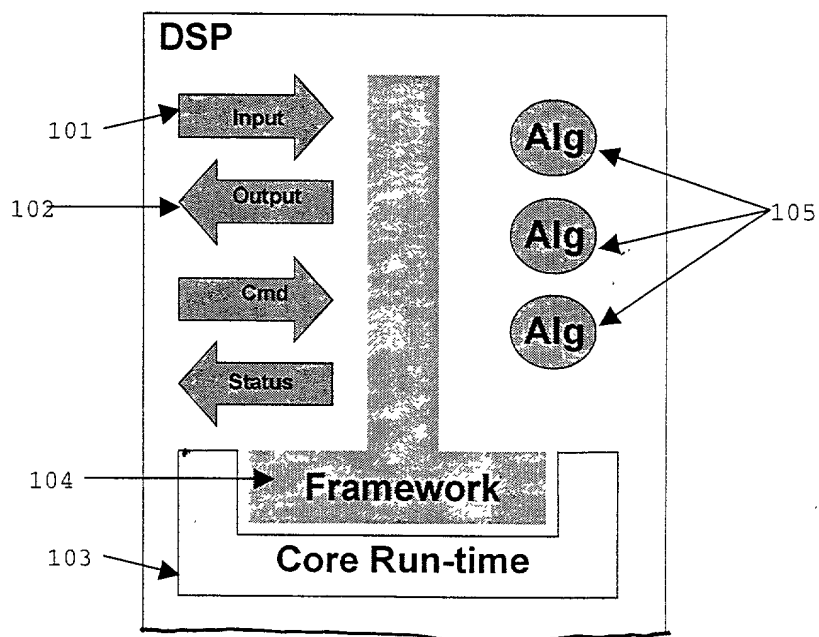 DSP
101
Input
Alg
102
Output
Alg
105
Cmd
Alg
Status
104
Framework
103
Core Run-time